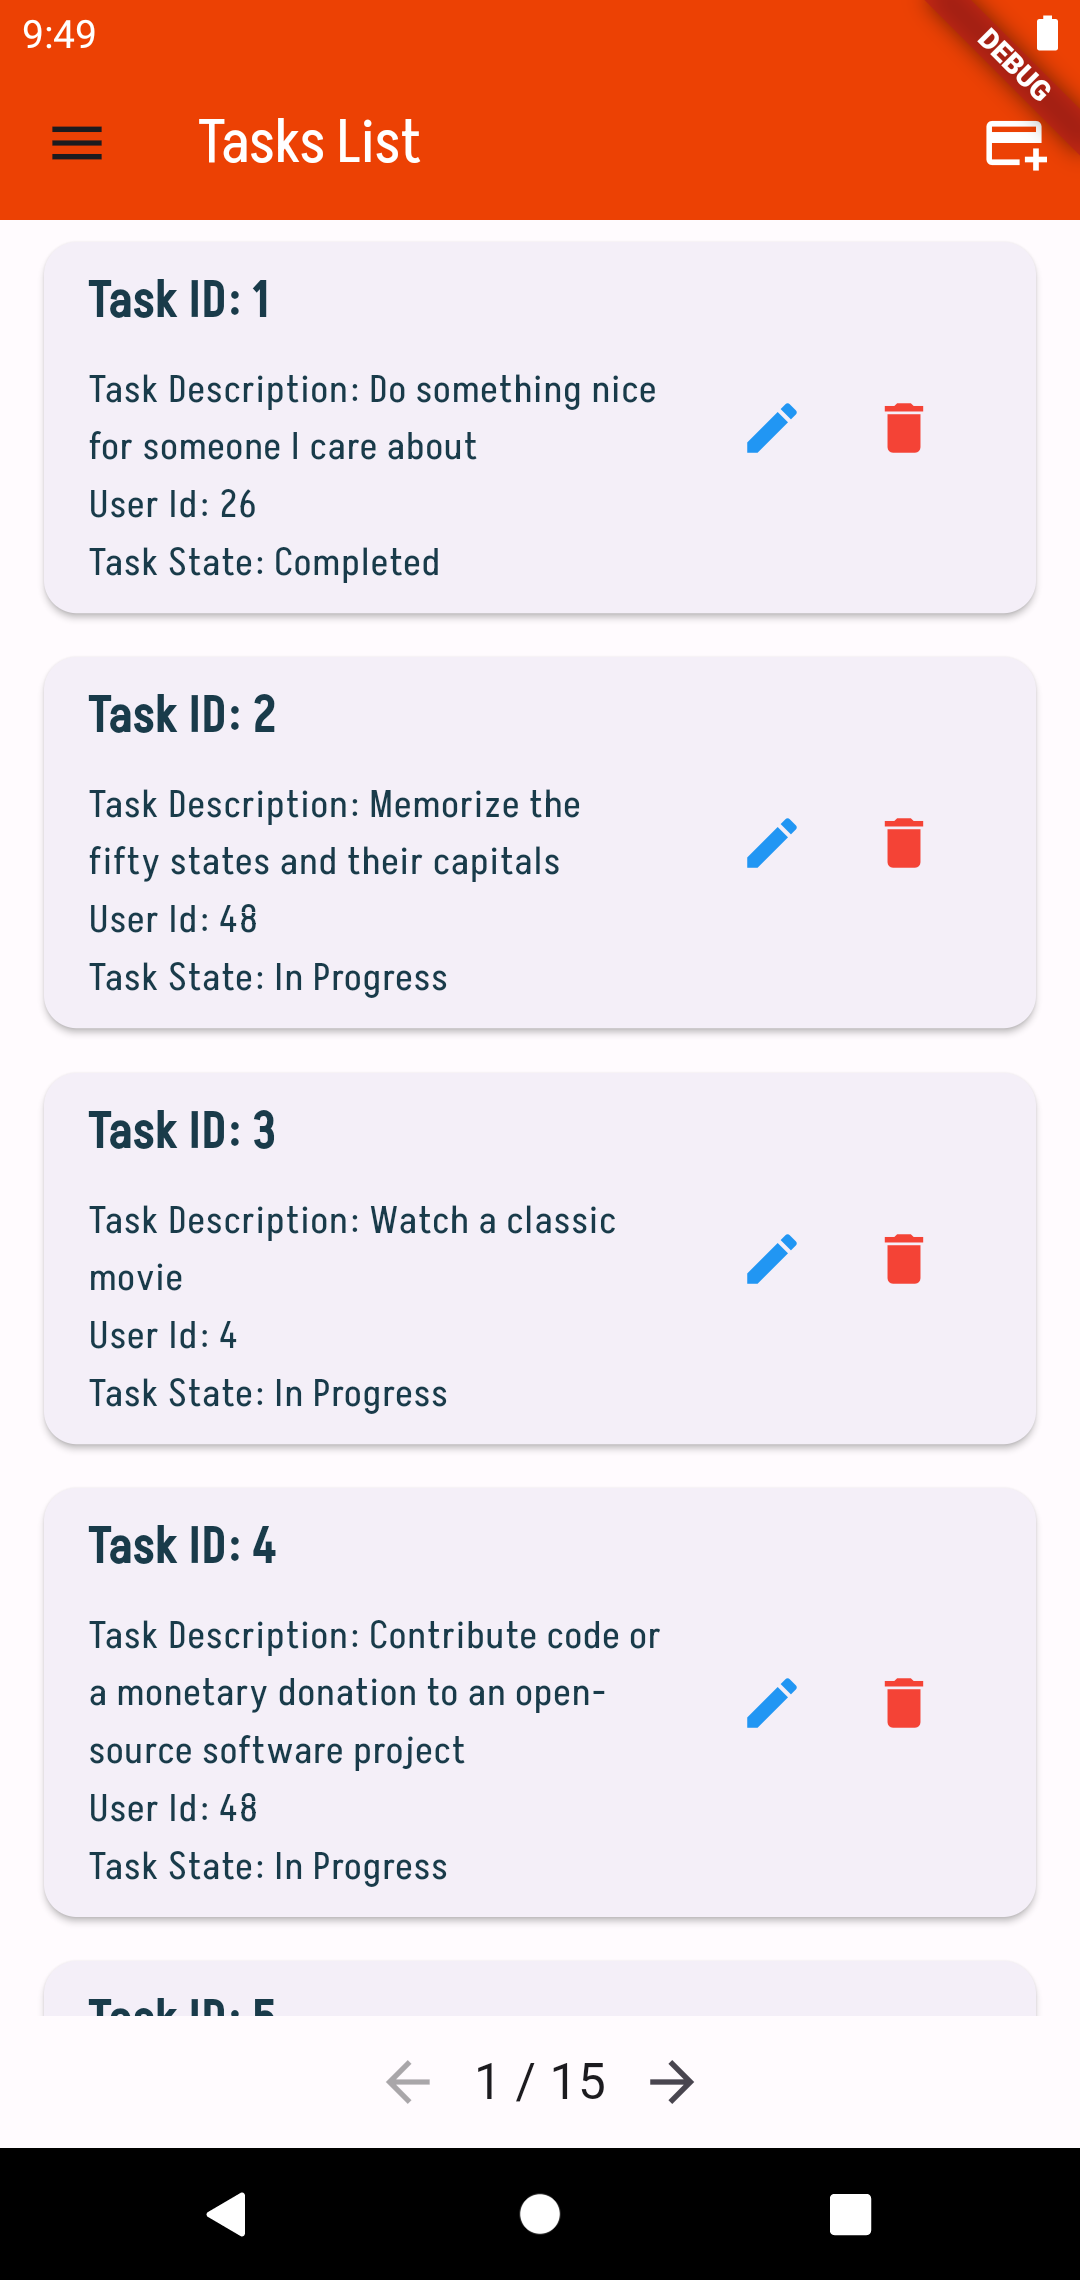 9:49
DEBUG
Tasks List
Task ID: 1
Task Description: Do something nice
for someone I care about
User Id: 26
Task State: Completed
Task ID: 2
Task Description: Memorize the
fifty states and their capitals
User Id: 48
Task State: In Progress
Task ID: 3
Task Description: Watch a classic
movie
User Id: 4
Task State: In Progress
Task ID: 4
Task Description: Contribute code or
a monetary donation to an open-
source software project
User Id: 48
Task State: In Progress
Task ID: 5
1 / 15